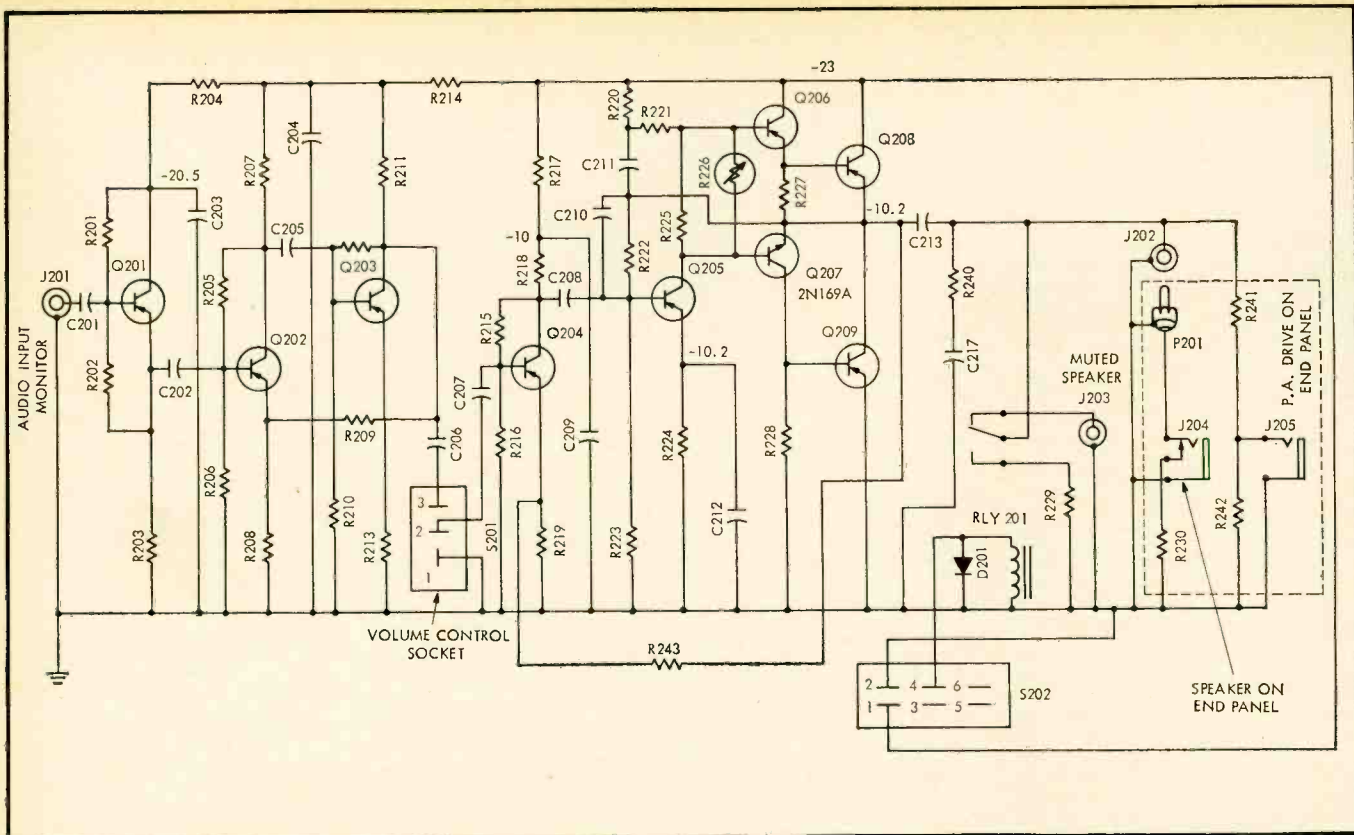 -23
R204
R214
Q206
R220
R221
Q208
C204
R207
R211
R217
C211
R226
R227
-20.5
C203
C210
-10.2
R201
C205
R225
C213
J202
Q201
J201
Q203
-10
R222
Q205
Q207
2N169A
R218
C208
R205
R215
R240
R241
C201
P201
Q202
Q204
Q209
C217
MUTED
SPEAKER
J203
P.A. DRIVE ON
END PANEL
AUDIO INPUT
MONITOR
R202
C202
C207
-10.2
R209
C206
R216
C209
R224
R228
J204
J205
R206
R210
3
2
1
S201
C212
R229
R242
RLY 201
R203
R208
R213
R219
R223
D201
R230
VOLUME CONTROL
SOCKET
R243
2
4
6
1
3
5
S202
SPEAKER ON
END PANEL